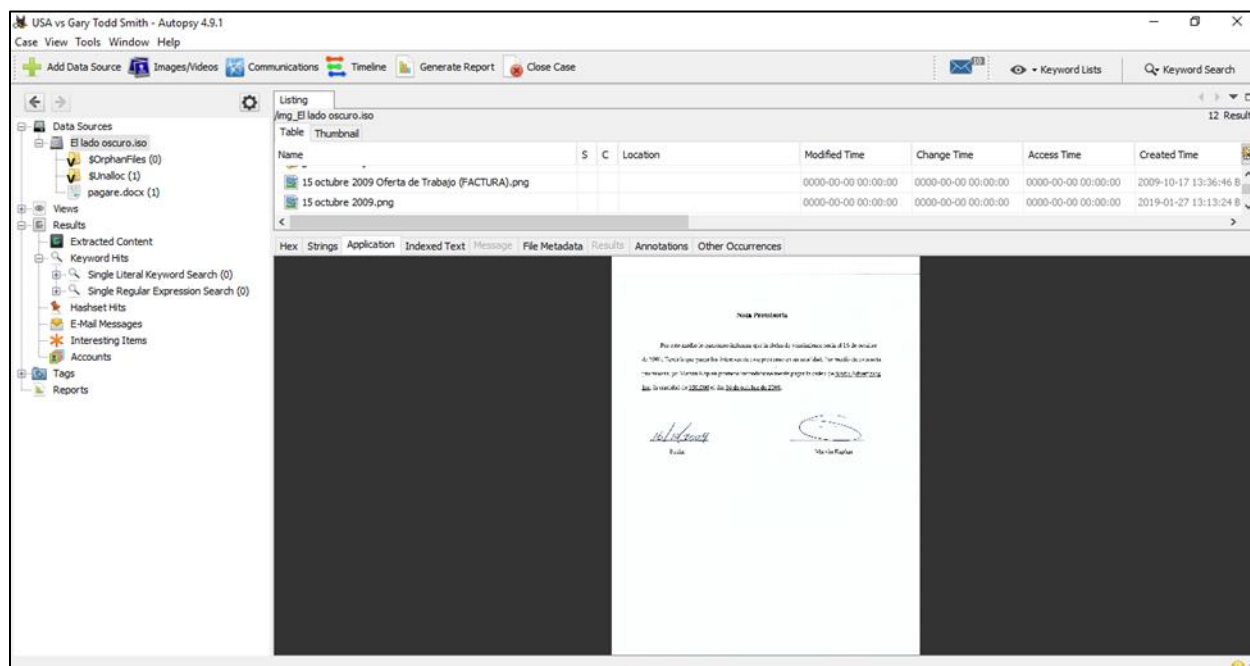 USA vs Gary Todd Smith - Autopsy 4.9.1
Case View Tools Window Help
Add Data Source Images/Videos Communications Timeline Generate Report Close Case Keyword Lists Keyword Search
Listing
/img_El lado oscuro.iso
12 Result
Table Thumbnail
Name S C Location Modified Time Change Time Access Time Created Time
15 octubre 2009 Oferta de Trabajo (FACTURA).png 0000-00-00 00:00:00 0000-00-00 00:00:00 0000-00-00 00:00:00 2009-10-17 13:36:46 B
15 octubre 2009.png 0000-00-00 00:00:00 0000-00-00 00:00:00 0000-00-00 00:00:00 2019-01-27 13:13:24 B
Data Sources
El lado oscuro.iso
$OrphanFiles (0)
$Unalloc (1)
pagare.docx (1)
Views
Results
Extracted Content
Keyword Hits
Single Literal Keyword Search (0)
Single Regular Expression Search (0)
Hashset Hits
E-Mail Messages
Interesting Items
Accounts
Tags
Reports
Hex Strings Application Indexed Text Message File Metadata Results Annotations Other Occurrences
Nota Promisoria
Por este medio
Fecha